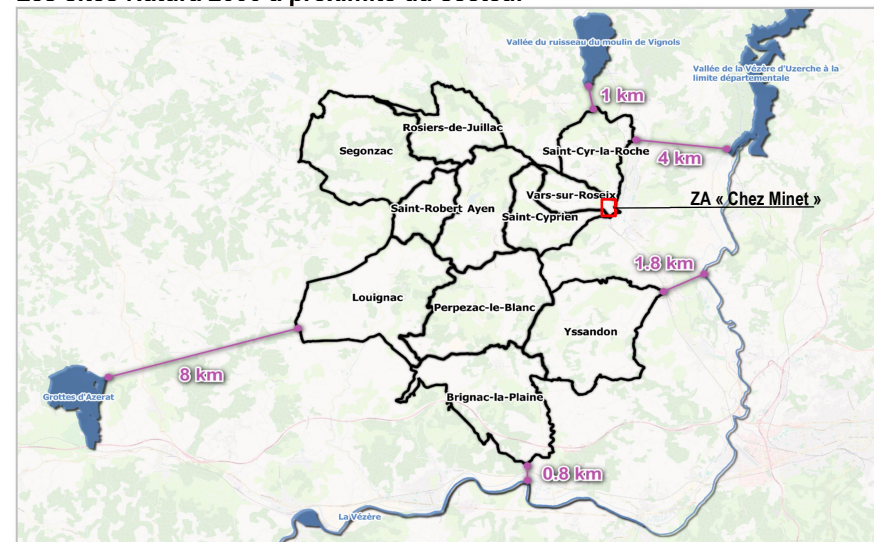 Les sites Natura 2000 à proximité du secteur
Vallée du ruisseau du moulin de Vignols
Vallée de la Vézère d'Uzerche à la
limite départementale
1 km
Rosiers-de-Juillac
Segonzac
Saint-Cyr-la-Roche
4 km
Vars-sur-Roseix
ZA « Chez Minet »
Saint-Robert
Ayen
Saint-Cyprien
1.8 km
Louignac
Perpezac-le-Blanc
Yssandon
8 km
Grottes d'Azerat
Brignac-la-Plaine
0.8 km
La Vézère